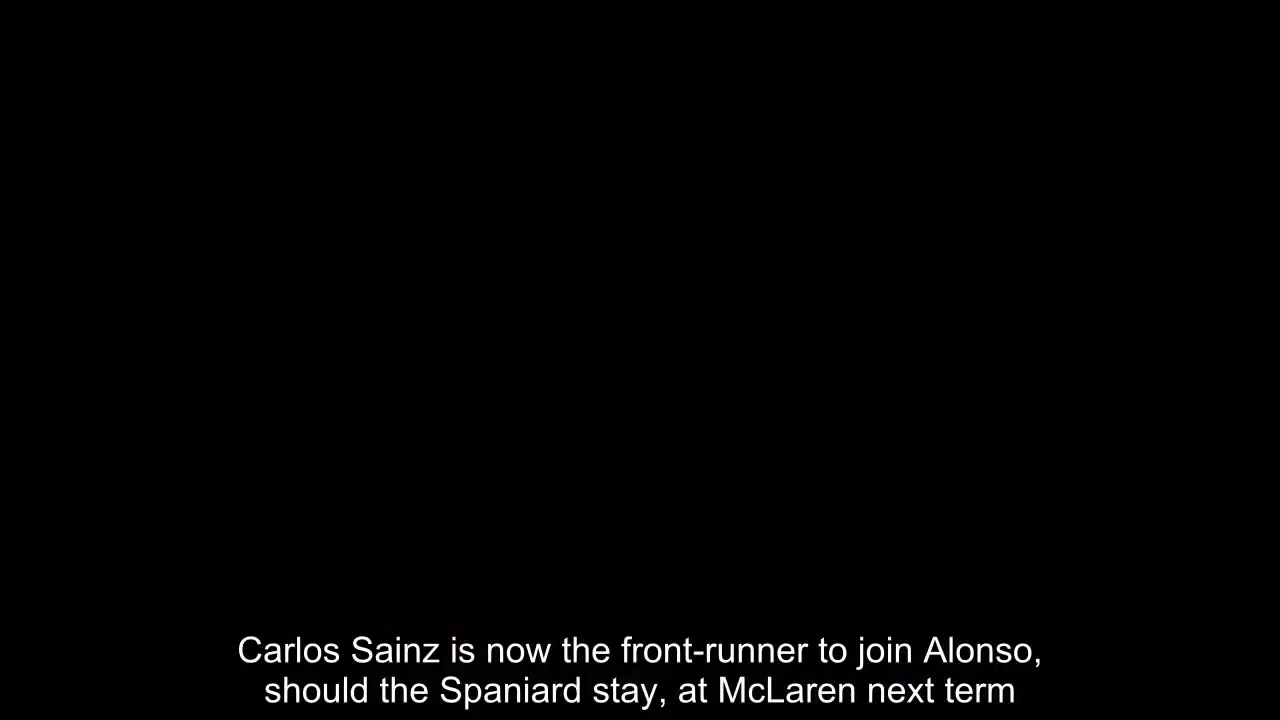 Carlos Sainz is now the front-runner to join Alonso,
should the Spaniard stay, at McLaren next term